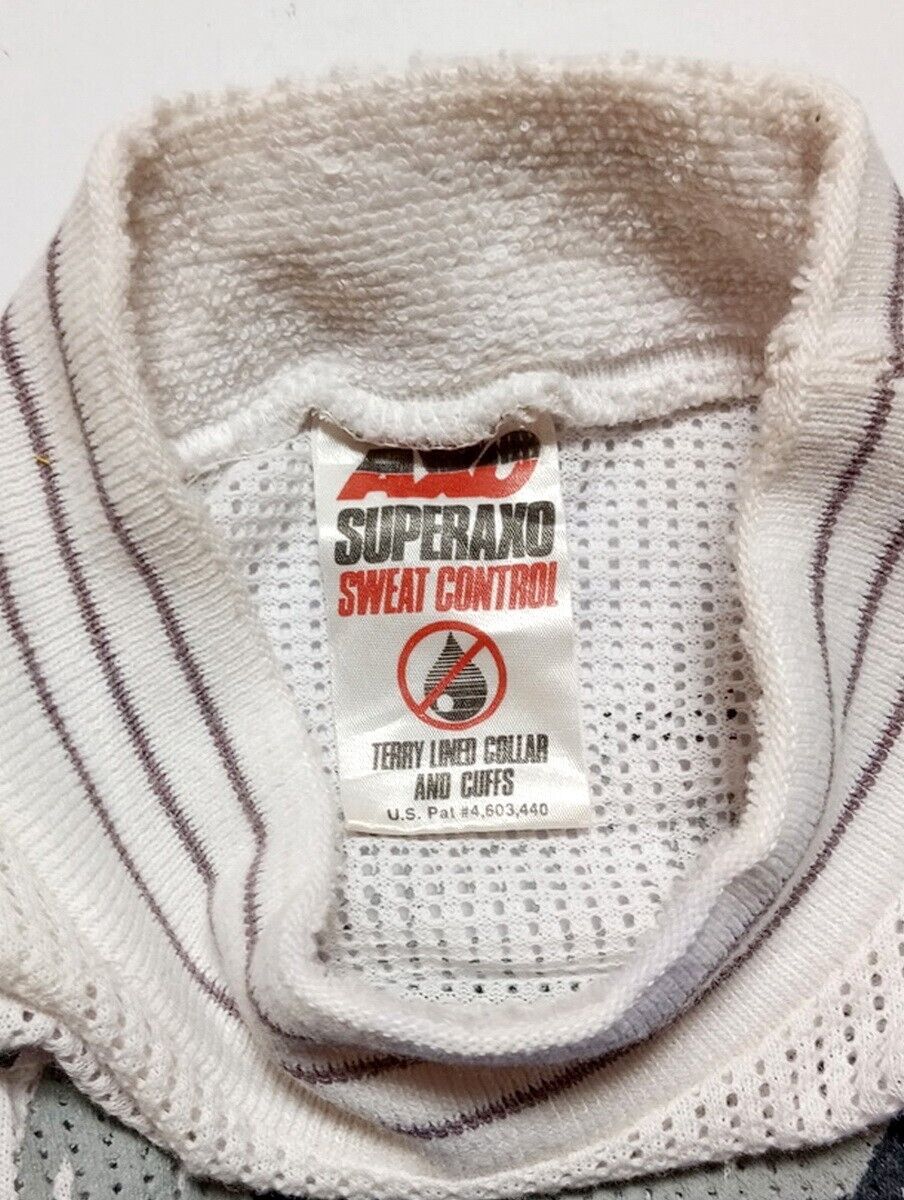 AXO
SUPERAXO
SWEAT CONTROL
TERRY LINED COLLAR
AND CUFFS
U.S. Pat #4,603,440